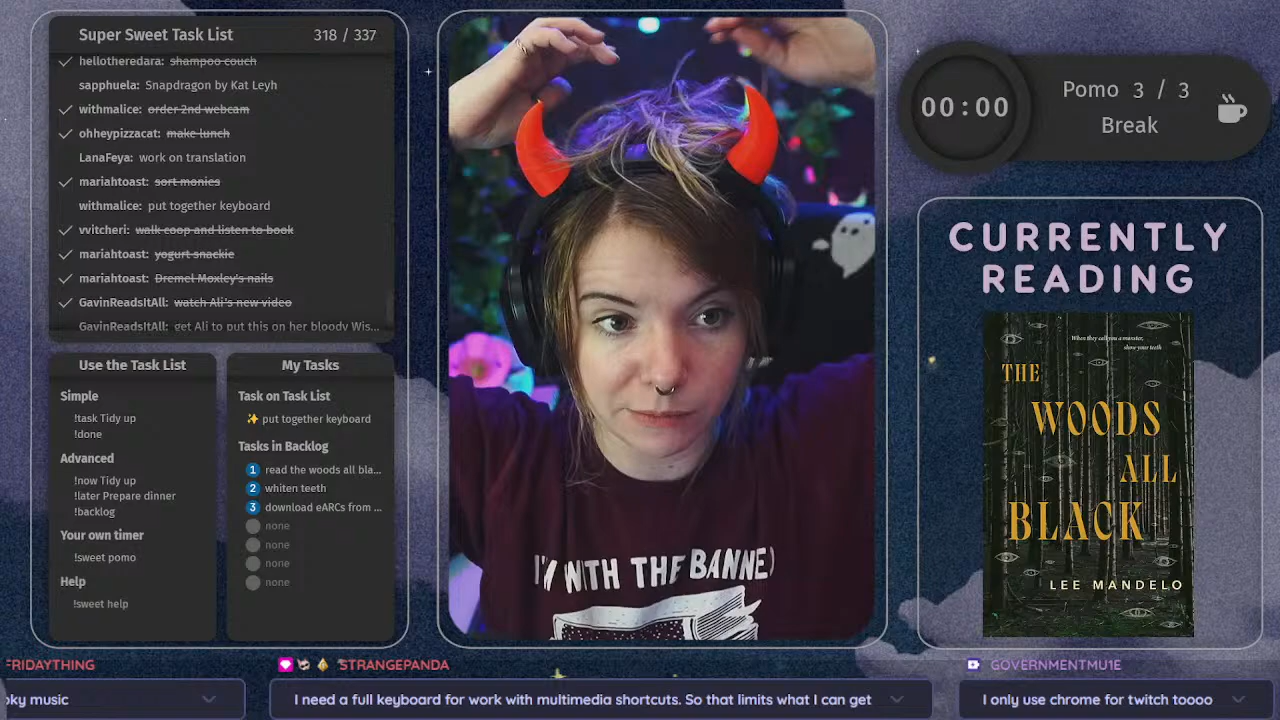 Super Sweet Task List 318 / 337
hellotheredara: shampoo couch
sapphuela: Snapdragon by Kat Leyh
withmalice: order 2nd webcam
ohheypizzacat: make lunch
LanaFeya: work on translation
mariahtoast: sort monies
withmalice: put together keyboard
vvitcheri: walk coop and listen to book
mariahtoast: yogurt snackie
mariahtoast: Dremel Moxley's nails
GavinReadsItAll: watch Ali's new video
GavinReadsItAll: get Ali to put this on her bloody Wis...
Use the Task List
Simple
!task Tidy up
!done
Advanced
!now Tidy up
!later Prepare dinner
!backlog
Your own timer
!sweet pomo
Help
!sweet help
My Tasks
Task on Task List
✨ put together keyboard
Tasks in Backlog
1 read the woods all bla...
2 whiten teeth
3 download eARCs from ...
none
none
none
none
I'M WITH THE BANNED
00:00
Pomo 3 / 3
Break
CURRENTLY
READING
When they call you a monster,
show your teeth
THE
WOODS
ALL
BLACK
LEE MANDELO
FRIDAYTHING
oky music
STRANGEPANDA
I need a full keyboard for work with multimedia shortcuts. So that limits what I can get
GOVERNMENTMU1E
I only use chrome for twitch toooo